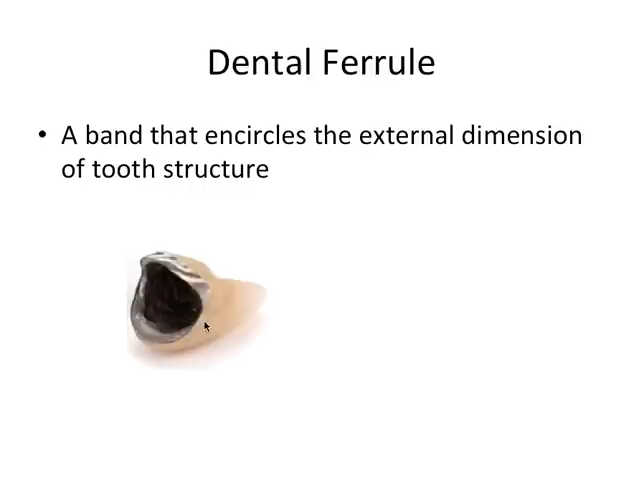 Dental Ferrule
• A band that encircles the external dimension
of tooth structure